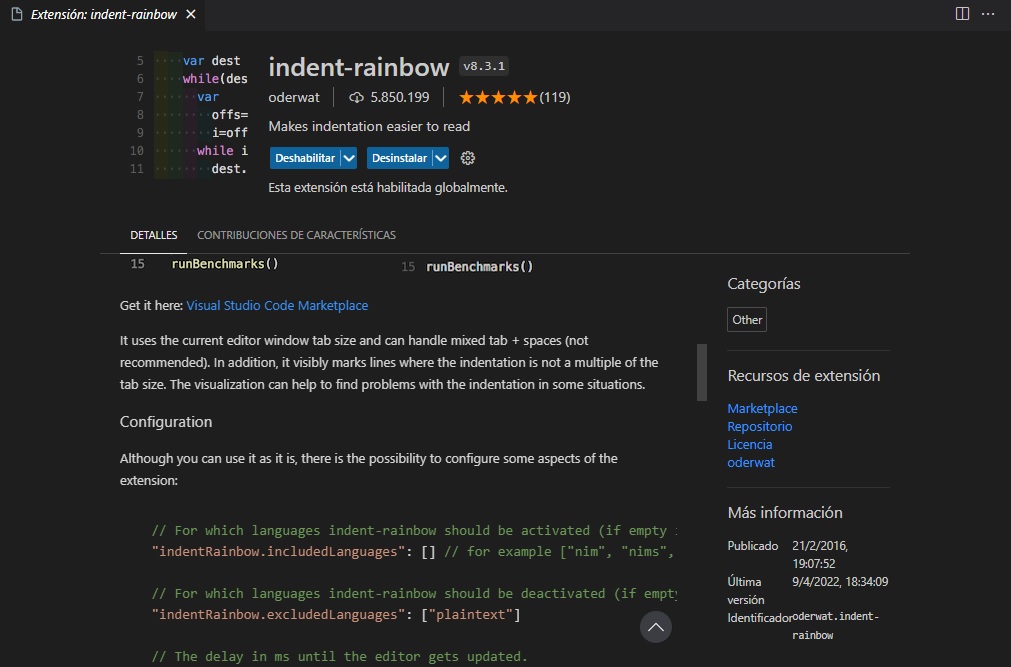 Extensión: indent-rainbow
5 var dest
6 while(des
7 var
8 offs=
9 i=off
10 while i
11 dest.
indent-rainbow v8.3.1
oderwat 5.850.199 (119)
Makes indentation easier to read
Deshabilitar Desinstalar
Esta extensión está habilitada globalmente.
DETALLES CONTRIBUCIONES DE CARACTERÍSTICAS
15 runBenchmarks() 15 runBenchmarks()
Get it here: Visual Studio Code Marketplace
It uses the current editor window tab size and can handle mixed tab + spaces (not
recommended). In addition, it visibly marks lines where the indentation is not a multiple of the
tab size. The visualization can help to find problems with the indentation in some situations.
Configuration
Although you can use it as it is, there is the possibility to configure some aspects of the
extension:
// For which languages indent-rainbow should be activated (if empty
"indentRainbow.includedLanguages": [] // for example ["nim", "nims",
// For which languages indent-rainbow should be deactivated (if empty
"indentRainbow.excludedLanguages": ["plaintext"]
// The delay in ms until the editor gets updated.
Categorías
Other
Recursos de extensión
Marketplace
Repositorio
Licencia
oderwat
Más información
Publicado 21/2/2016,
19:07:52
Última 9/4/2022, 18:34:09
versión
Identificador oderwat.indent-
rainbow